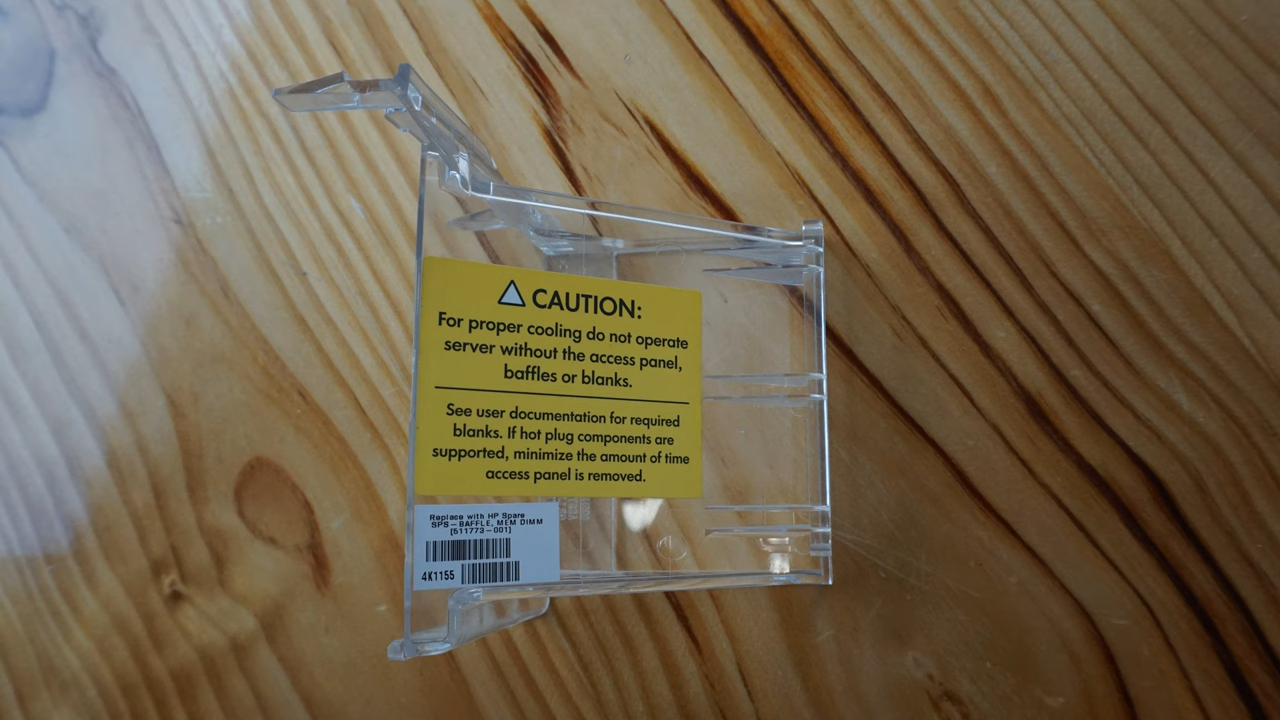 CAUTION:
For proper cooling do not operate
server without the access panel,
baffles or blanks.
See user documentation for required
blanks. If hot plug components are
supported, minimize the amount of time
access panel is removed.
Replace with HP Spare
SPS-BAFFLE, MEM DIMM
[511773-001]
4K1155